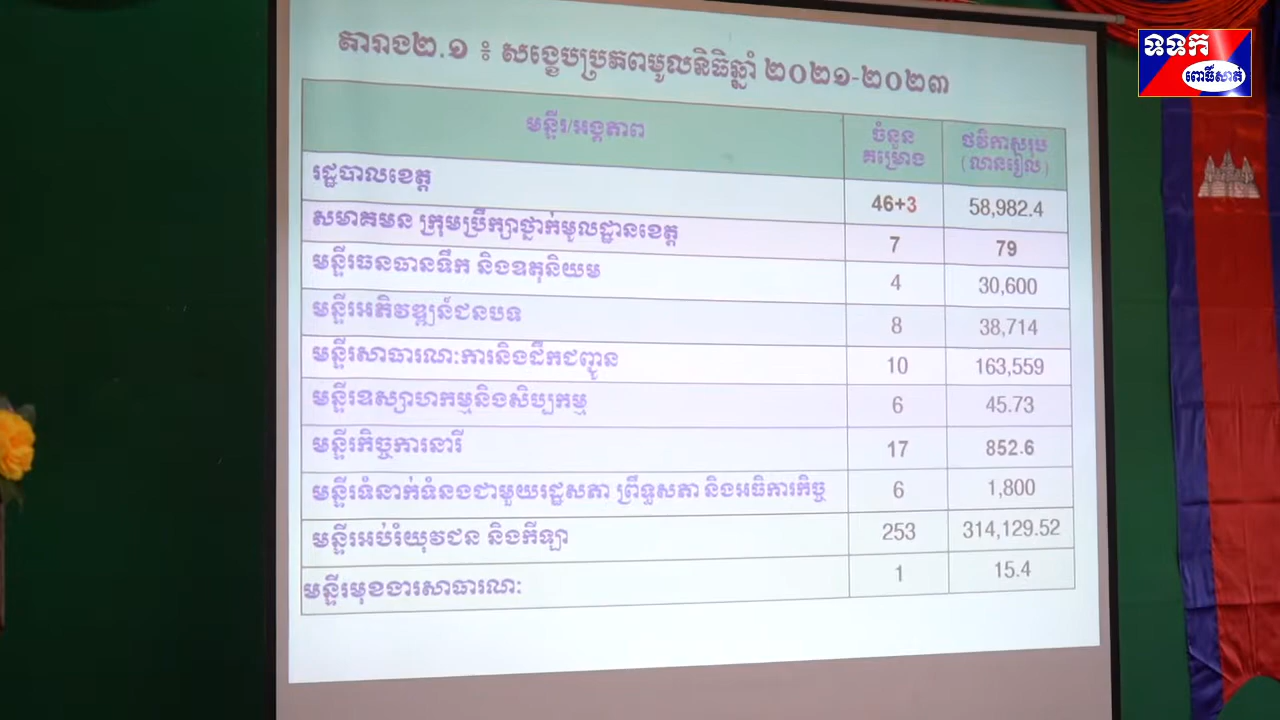 ទទក
ពោធិ៍សាត់
តារាង២.១ ៖ សង្ខេបប្រភពមូលនិធិឆ្នាំ ២០២១-២០២៣
មន្ទីរ/អង្គភាព ចំនួនគម្រោង ថវិកាសរុប (លានរៀល)
រដ្ឋបាលខេត្ត 46+3 58,982.4
សមាគមន ក្រុមប្រឹក្សាថ្នាក់មូលដ្ឋានខេត្ត 7 79
មន្ទីរធនធានទឹក និងឧតុនិយម 4 30,600
មន្ទីរអភិវឌ្ឍន៍ជនបទ 8 38,714
មន្ទីរសាធារណៈការនិងដឹកជញ្ជូន 10 163,559
មន្ទីរឧស្សាហកម្មនិងសិប្បកម្ម 6 45.73
មន្ទីរកិច្ចការនារី 17 852.6
មន្ទីរទំនាក់ទំនងជាមួយរដ្ឋសភា ព្រឹទ្ធសភា និងអធិការកិច្ច 6 1,800
មន្ទីរអប់រំយុវជន និងកីឡា 253 314,129.52
មន្ទីរមុខងារសាធារណៈ 1 15.4